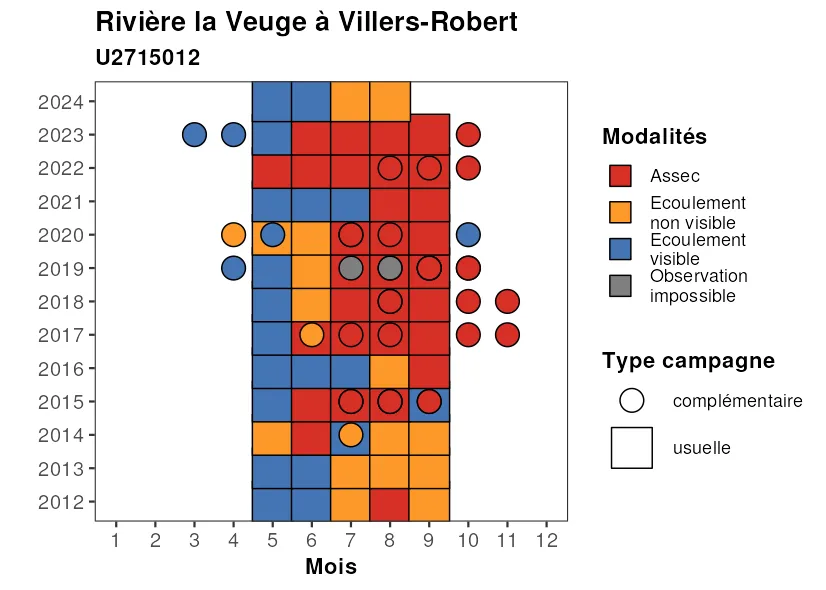 Rivière la Veuge à Villers-Robert
U2715012
2024
2023
2022
2021
2020
2019
2018
2017
2016
2015
2014
2013
2012
1 2 3 4 5 6 7 8 9 10 11 12
Mois
Modalités
Assec
Ecoulement
non visible
Ecoulement
visible
Observation
impossible
Type campagne
complémentaire
usuelle